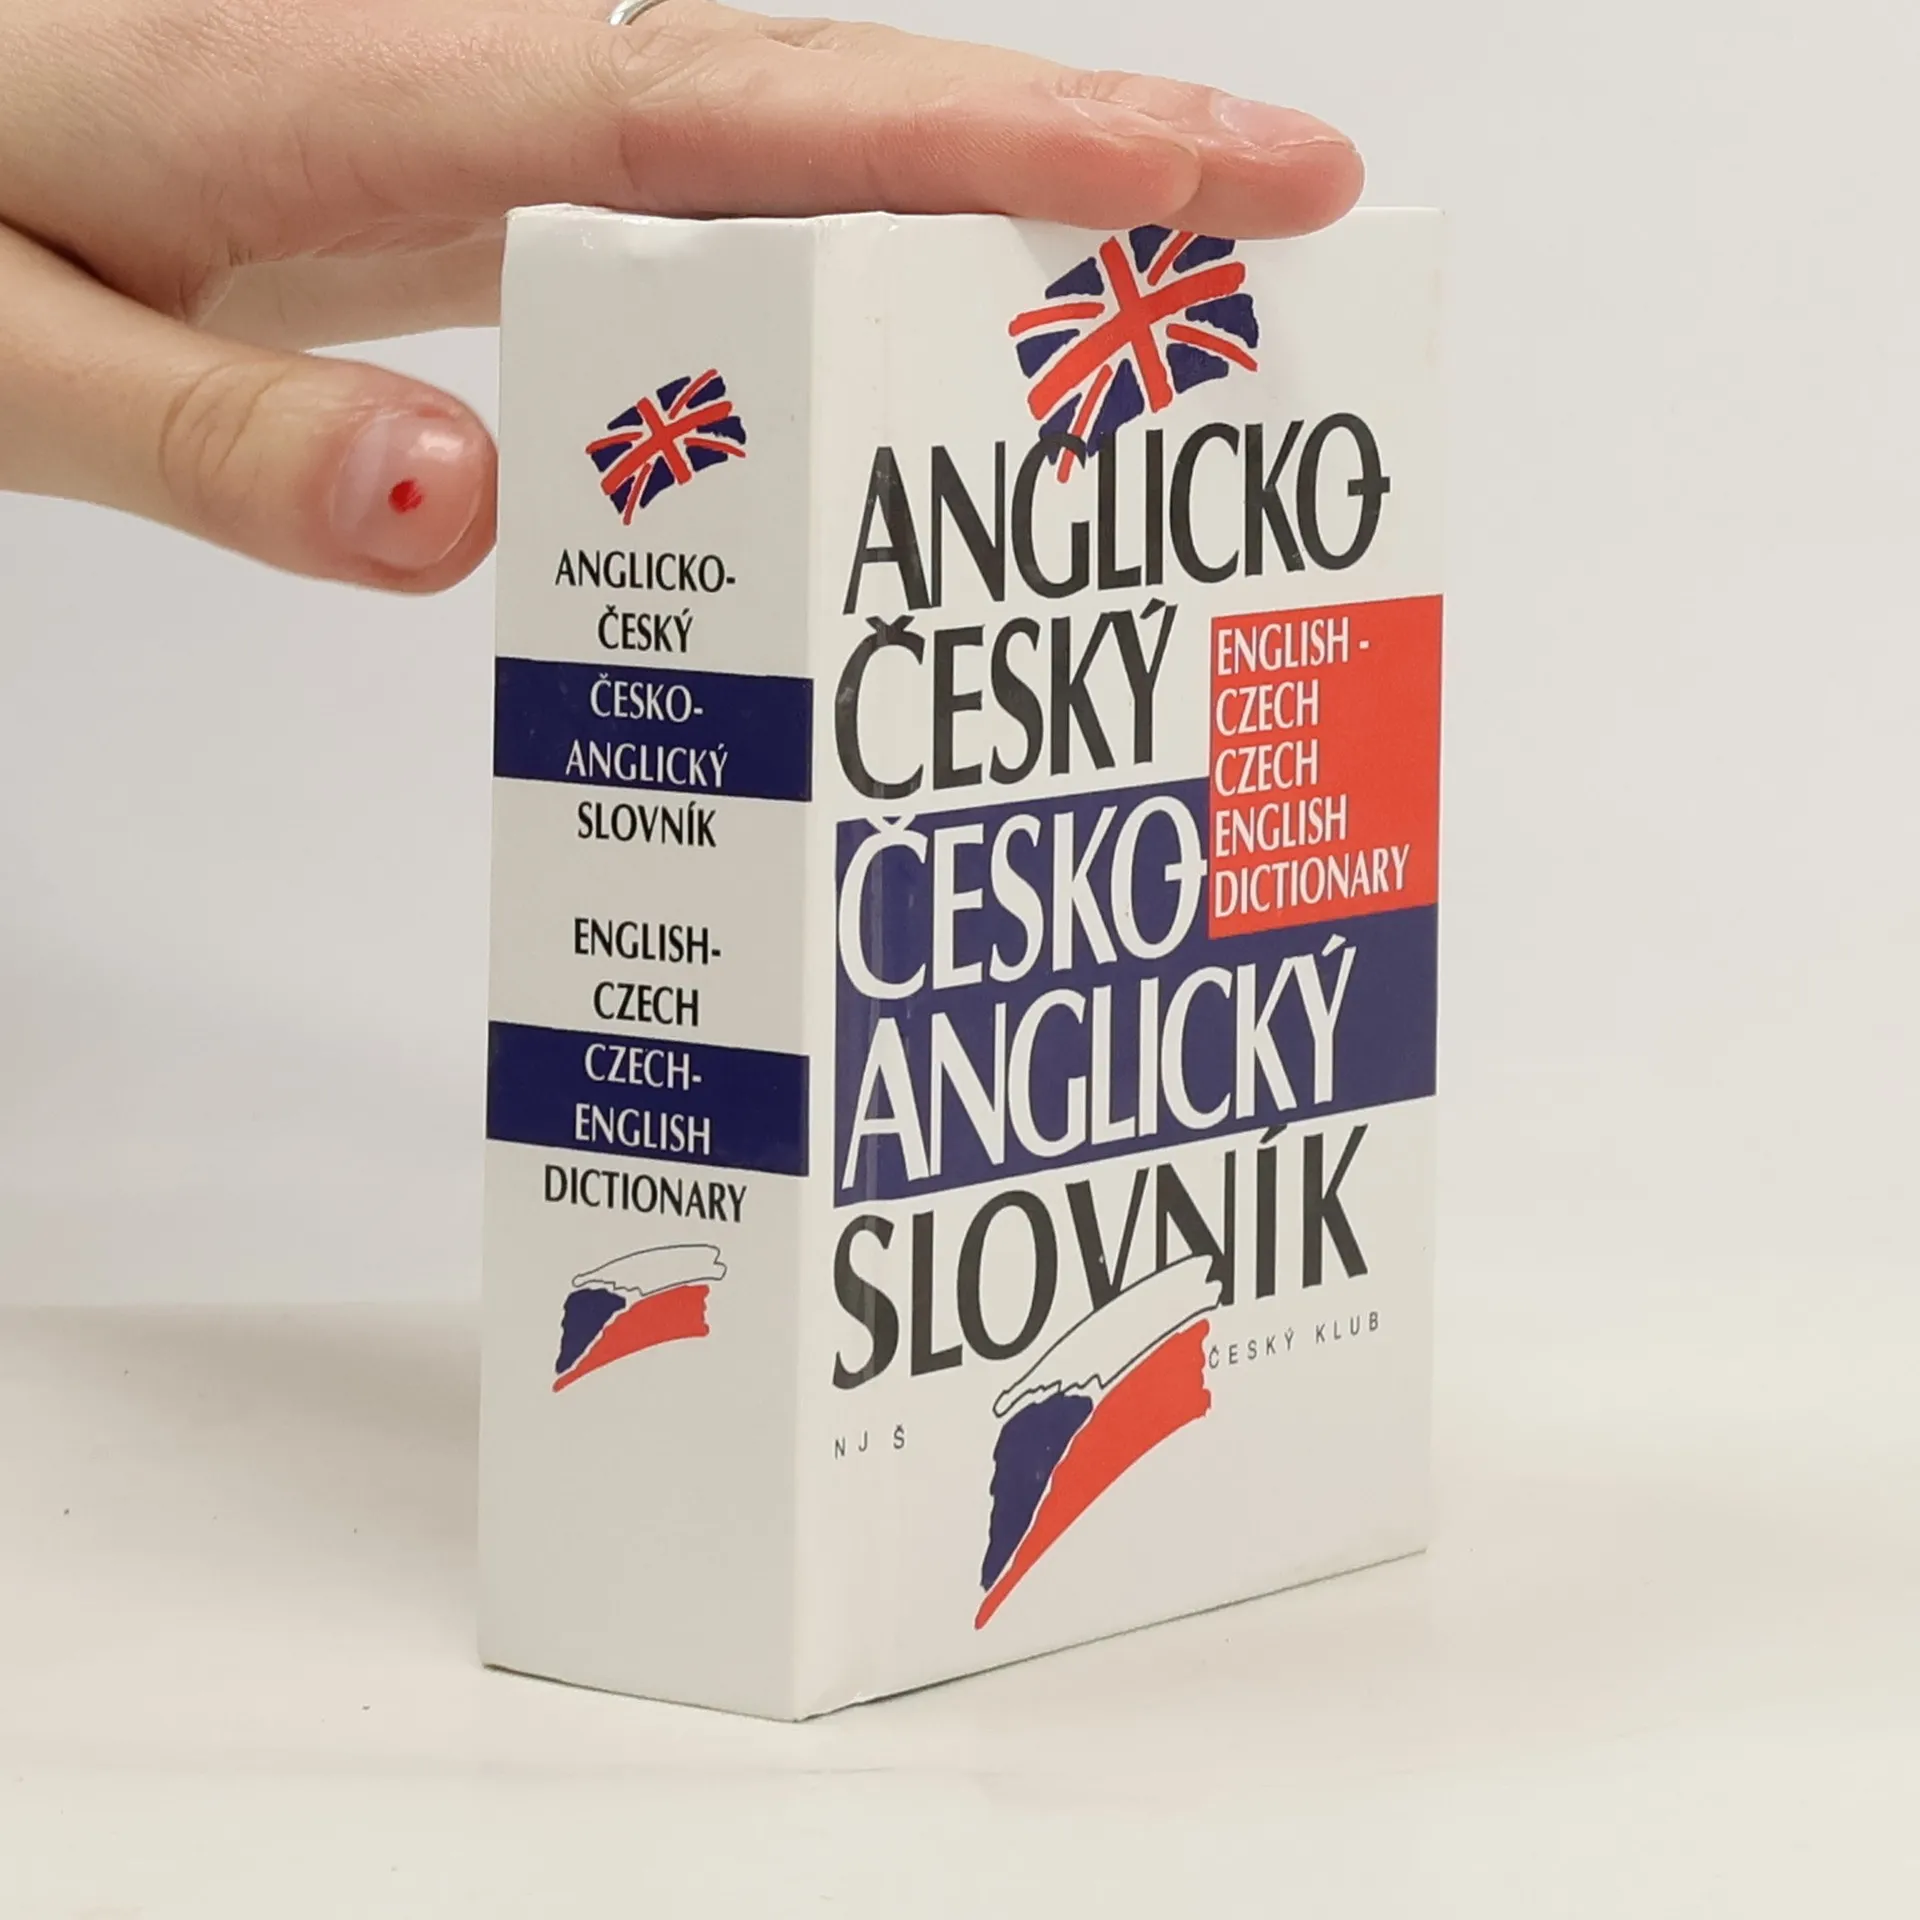 ANGLICKO-
ČESKÝ
ČESKO-
ANGLICKÝ
SLOVNÍK
ENGLISH-
CZECH
CZECH-
ENGLISH
DICTIONARY
ANGLICKO-
ČESKÝ
ENGLISH -
CZECH
CZECH
ENGLISH
DICTIONARY
ČESKO-
ANGLICKÝ
SLOVNÍK
NJŠ
ČESKÝ KLUB